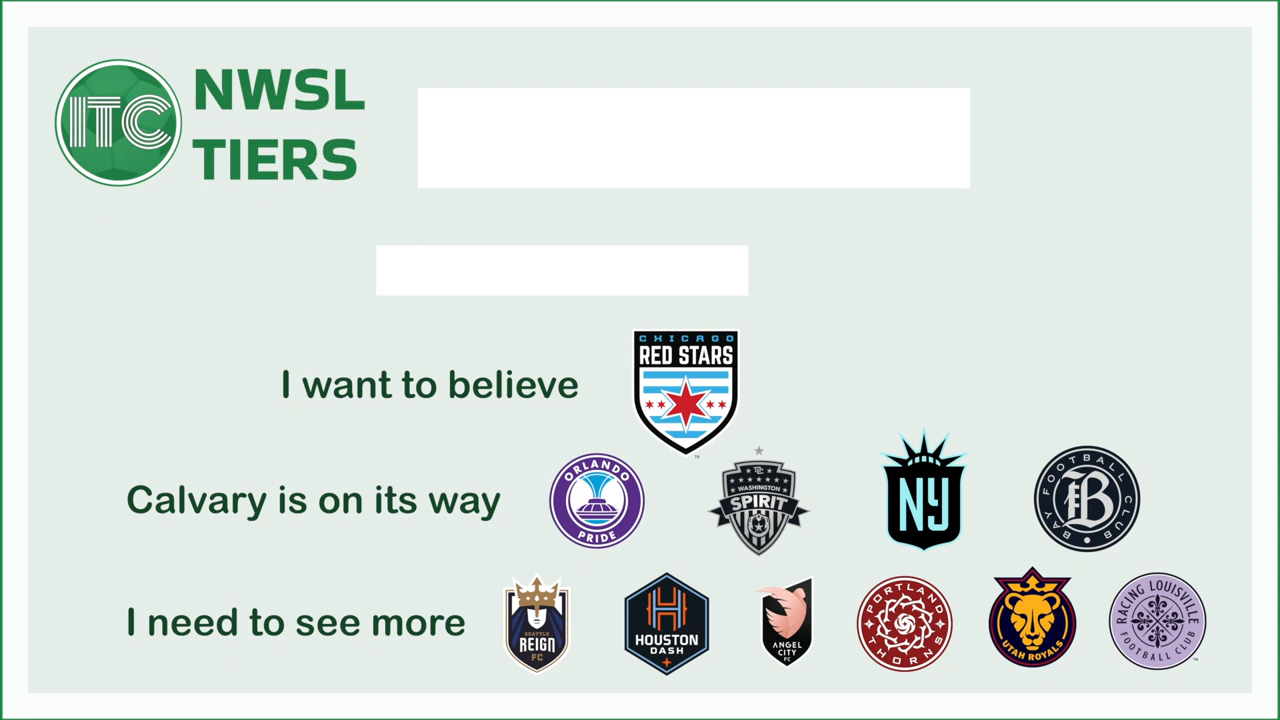 ITC
NWSL
TIERS
CHICAGO
RED STARS
I want to believe
Calvary is on its way
ORLANDO
PRIDE
WASHINGTON
SPIRIT
NY
BAY FOOTBALL CLUB
B
I need to see more
SEATTLE
REIGN
FC
H
HOUSTON
DASH
ANGEL
CITY
FC
PORTLAND
THORNS
UTAH ROYALS
RACING LOUISVILLE
FOOTBALL CLUB